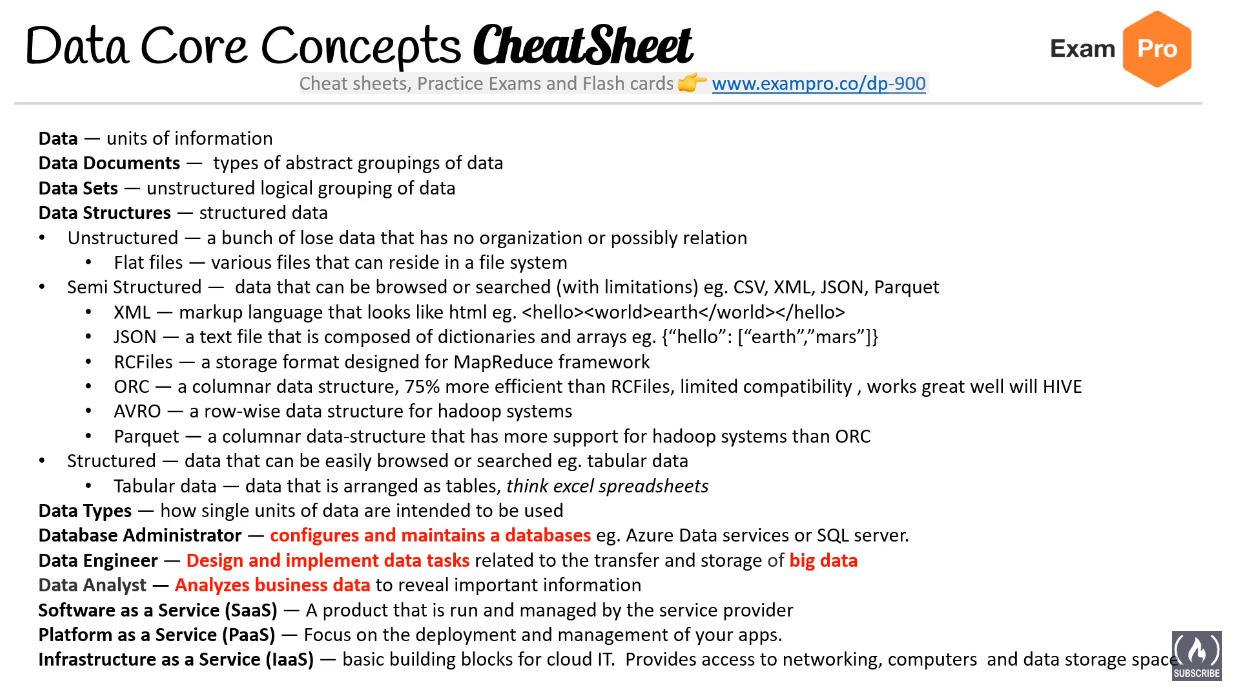 Data Core Concepts CheatSheet
Exam Pro
Cheat sheets, Practice Exams and Flash cards 👉 www.exampro.co/dp-900
Data — units of information
Data Documents — types of abstract groupings of data
Data Sets — unstructured logical grouping of data
Data Structures — structured data
• Unstructured — a bunch of lose data that has no organization or possibly relation
• Flat files — various files that can reside in a file system
• Semi Structured — data that can be browsed or searched (with limitations) eg. CSV, XML, JSON, Parquet
• XML — markup language that looks like html eg. <hello><world>earth</world></hello>
• JSON — a text file that is composed of dictionaries and arrays eg. {“hello”: [“earth”,”mars”]}
• RCFiles — a storage format designed for MapReduce framework
• ORC — a columnar data structure, 75% more efficient than RCFiles, limited compatibility , works great well will HIVE
• AVRO — a row-wise data structure for hadoop systems
• Parquet — a columnar data-structure that has more support for hadoop systems than ORC
• Structured — data that can be easily browsed or searched eg. tabular data
• Tabular data — data that is arranged as tables, think excel spreadsheets
Data Types — how single units of data are intended to be used
Database Administrator — configures and maintains a databases eg. Azure Data services or SQL server.
Data Engineer — Design and implement data tasks related to the transfer and storage of big data
Data Analyst — Analyzes business data to reveal important information
Software as a Service (SaaS) — A product that is run and managed by the service provider
Platform as a Service (PaaS) — Focus on the deployment and management of your apps.
Infrastructure as a Service (IaaS) — basic building blocks for cloud IT. Provides access to networking, computers and data storage space
SUBSCRIBE